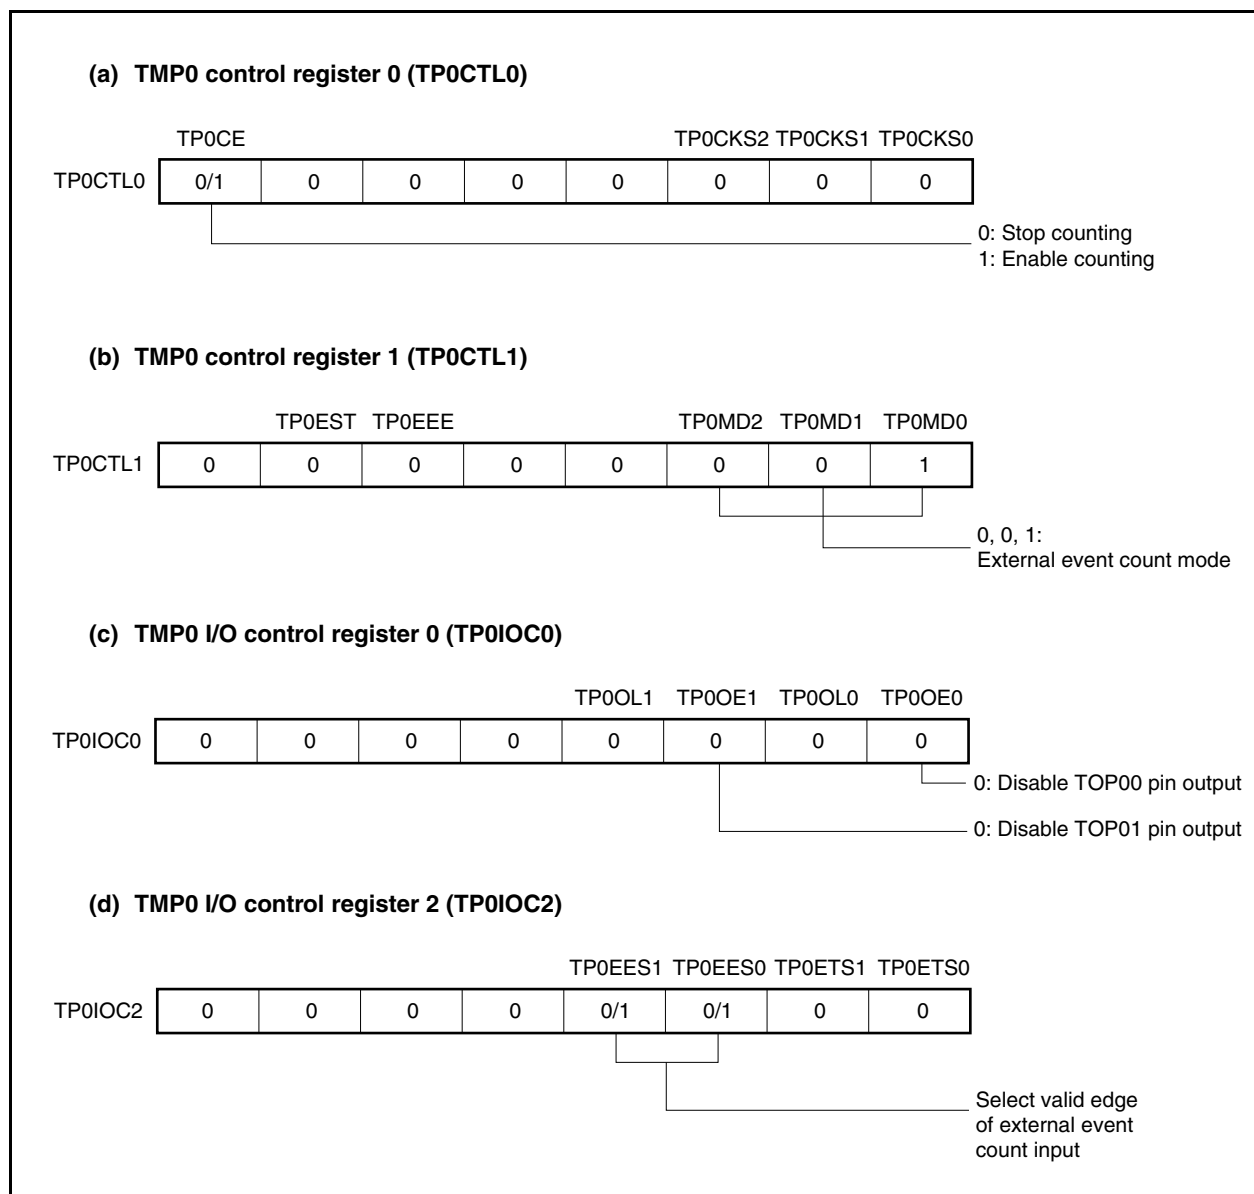 (a) TMP0 control register 0 (TP0CTL0)
TP0CE TP0CKS2 TP0CKS1 TP0CKS0
TP0CTL0 0/1 0 0 0 0 0 0 0
0: Stop counting
1: Enable counting
(b) TMP0 control register 1 (TP0CTL1)
TP0EST TP0EEE TP0MD2 TP0MD1 TP0MD0
TP0CTL1 0 0 0 0 0 0 0 1
0, 0, 1:
External event count mode
(c) TMP0 I/O control register 0 (TP0IOC0)
TP0OL1 TP0OE1 TP0OL0 TP0OE0
TP0IOC0 0 0 0 0 0 0 0 0
0: Disable TOP00 pin output
0: Disable TOP01 pin output
(d) TMP0 I/O control register 2 (TP0IOC2)
TP0EES1 TP0EES0 TP0ETS1 TP0ETS0
TP0IOC2 0 0 0 0 0/1 0/1 0 0
Select valid edge
of external event
count input